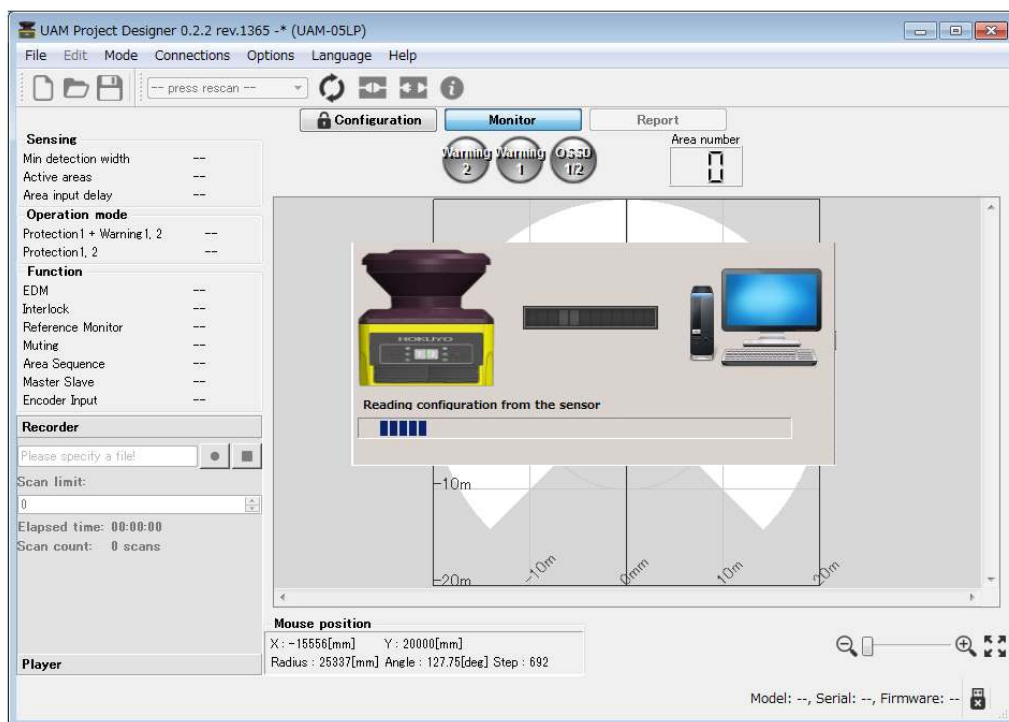 UAM Project Designer 0.2.2 rev.1365 -* (UAM-05LP)
File Edit Mode Connections Options Language Help
-- press rescan --
Configuration Monitor Report
Sensing
Min detection width --
Active areas --
Area input delay --
Operation mode
Protection1 + Warning1, 2 --
Protection1, 2 --
Function
EDM --
Interlock --
Reference Monitor --
Muting --
Area Sequence --
Master Slave --
Encoder Input --
Recorder
Please specify a file!
Scan limit:
0
Elapsed time: 00:00:00
Scan count: 0 scans
Player
Warning 2
Warning 1
OSSD 1/2
Area number
0
HOKUYO
Reading configuration from the sensor
-10m
-20m
-10m 0mm 10m 20m
Mouse position
X : -15556[mm] Y : 20000[mm]
Radius : 25337[mm] Angle : 127.75[deg] Step : 692
Model: --, Serial: --, Firmware: --